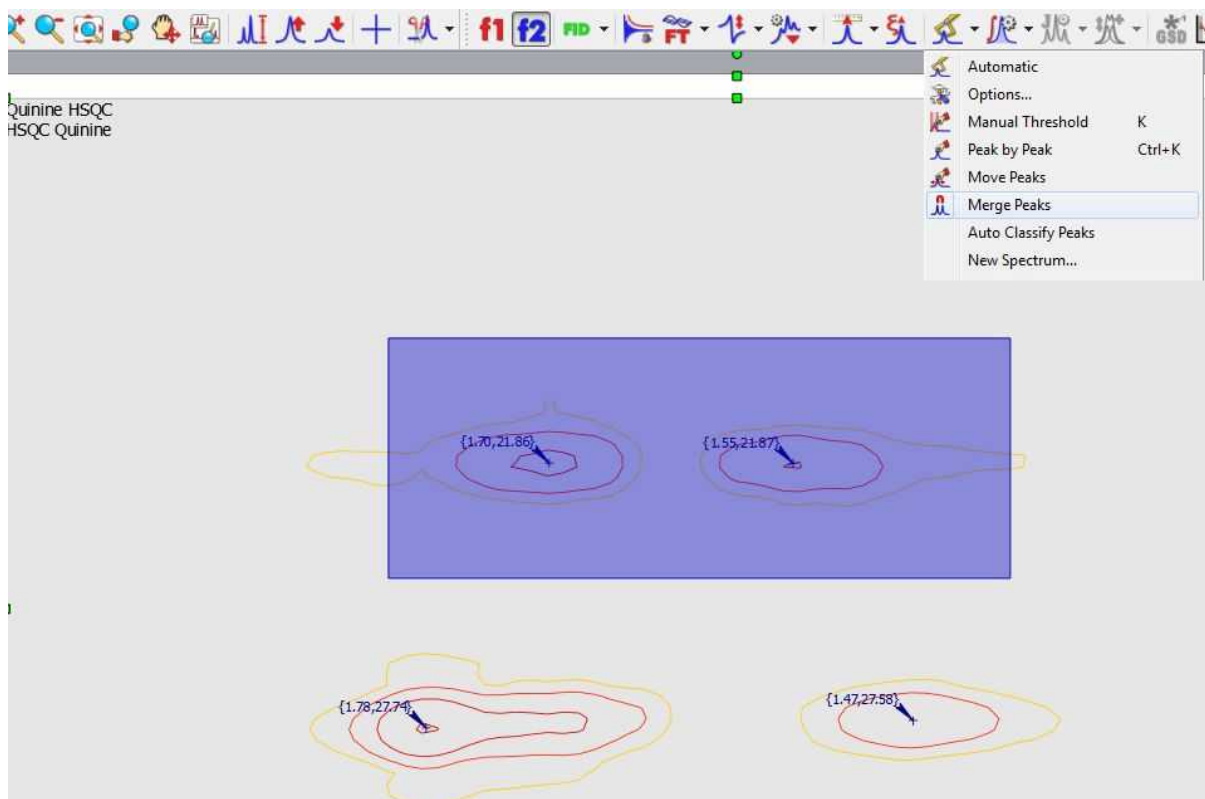 f1 f2 FID FT GSD
Automatic
Options...
Manual Threshold K
Peak by Peak Ctrl+K
Move Peaks
Merge Peaks
Auto Classify Peaks
New Spectrum...
Quinine HSQC
HSQC Quinine
{1.70,21.86}
{1.55,21.87}
{1.78,27.74}
{1.47,27.58}